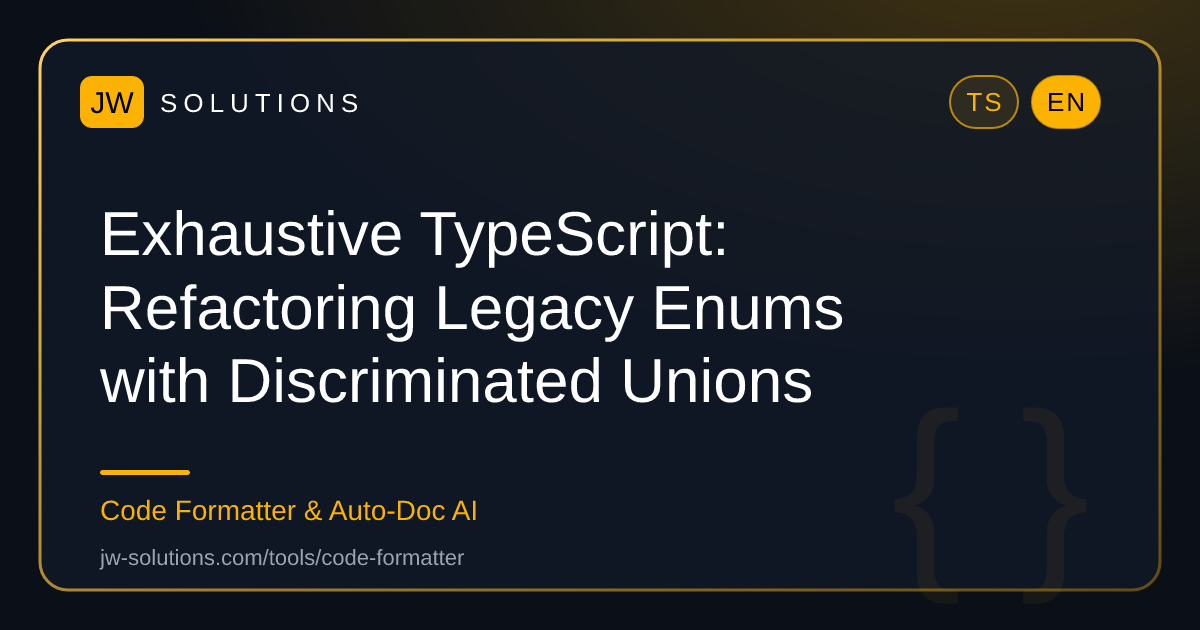 JW SOLUTIONS
TS EN
Exhaustive TypeScript:
Refactoring Legacy Enums
with Discriminated Unions
Code Formatter & Auto-Doc AI
jw-solutions.com/tools/code-formatter
{ }